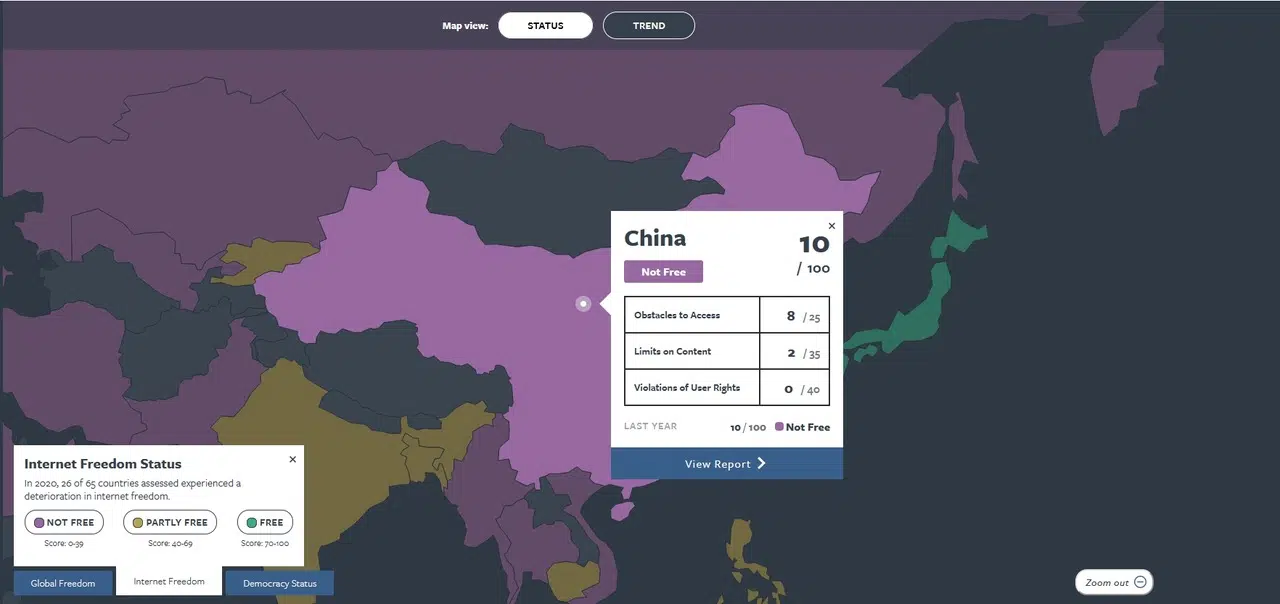 Map view: STATUS TREND
China
10
/ 100
Not Free
Obstacles to Access 8 / 25
Limits on Content 2 / 35
Violations of User Rights 0 / 40
LAST YEAR 10 / 100 Not Free
View Report
Internet Freedom Status
In 2020, 26 of 65 countries assessed experienced a
deterioration in internet freedom.
NOT FREE PARTLY FREE FREE
Score: 0-39 Score: 40-69 Score: 70-100
Global Freedom Internet Freedom Democracy Status
Zoom out